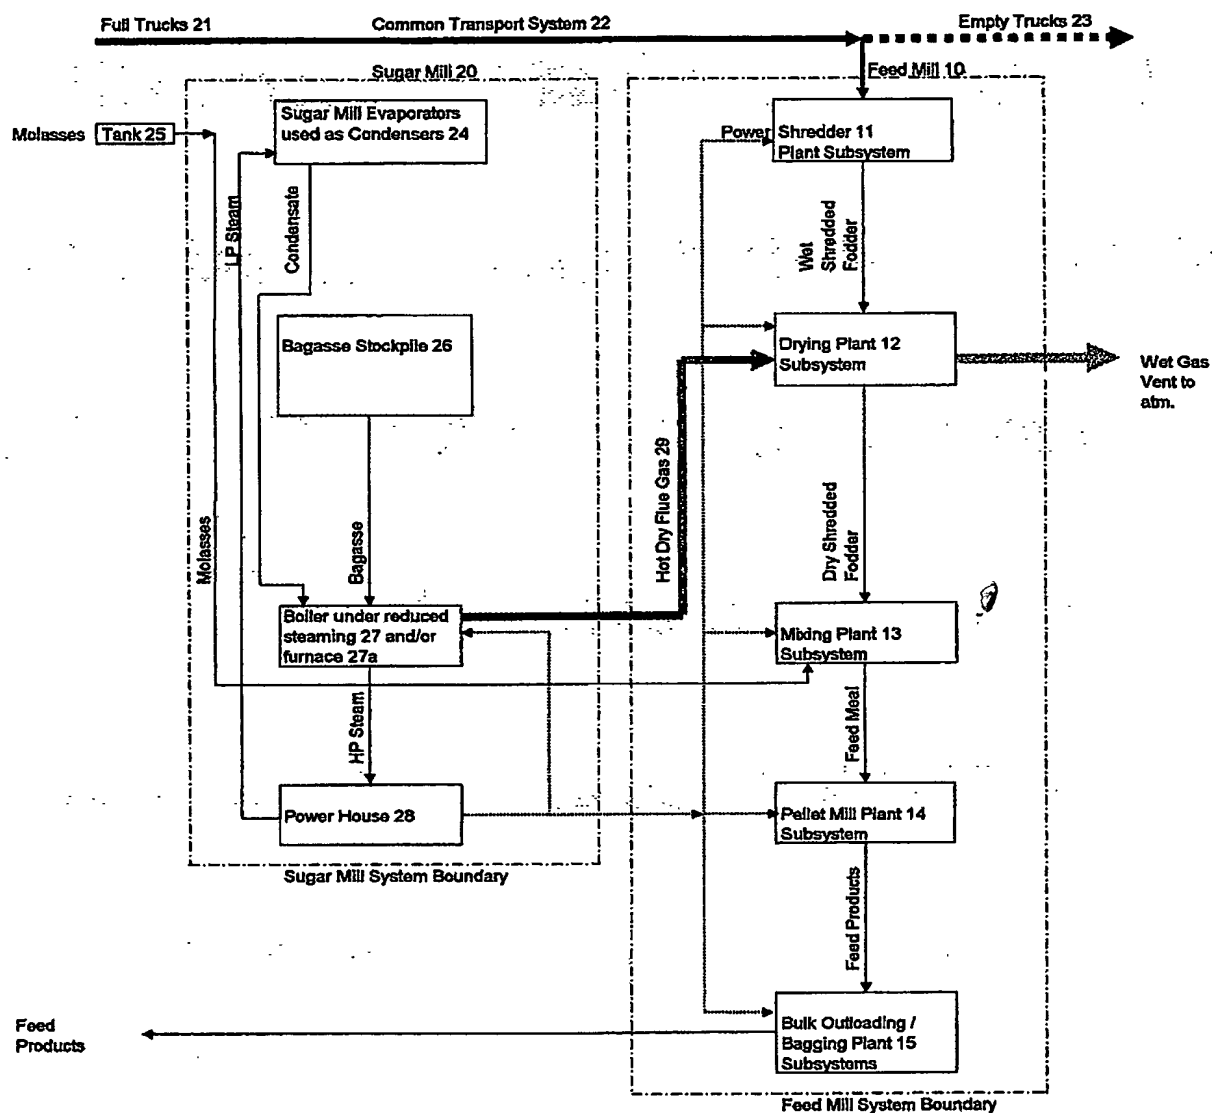 Full Trucks 21
Common Transport System 22
Empty Trucks 23
Sugar Mill 20
Feed Mill 10
Molasses
Tank 25
Sugar Mill Evaporators
used as Condensers 24
Power
Shredder 11
Plant Subsystem
LP Steam
Condensate
Wet
Shredded
Fodder
Bagasse Stockpile 26
Drying Plant 12
Subsystem
Wet Gas
Vent to
atm.
Hot Dry Flue Gas 29
Molasses
Bagasse
Dry Shredded
Fodder
Boiler under reduced
steaming 27 and/or
furnace 27a
Mixing Plant 13
Subsystem
HP Steam
Feed Meal
Power House 28
Pellet Mill Plant 14
Subsystem
Sugar Mill System Boundary
Feed Products
Feed
Products
Bulk Outloading /
Bagging Plant 15
Subsystems
Feed Mill System Boundary